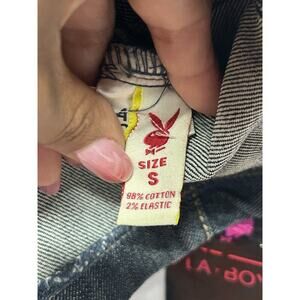 SIZE
S
98% COTTON
2% ELASTIC
LA·BOY